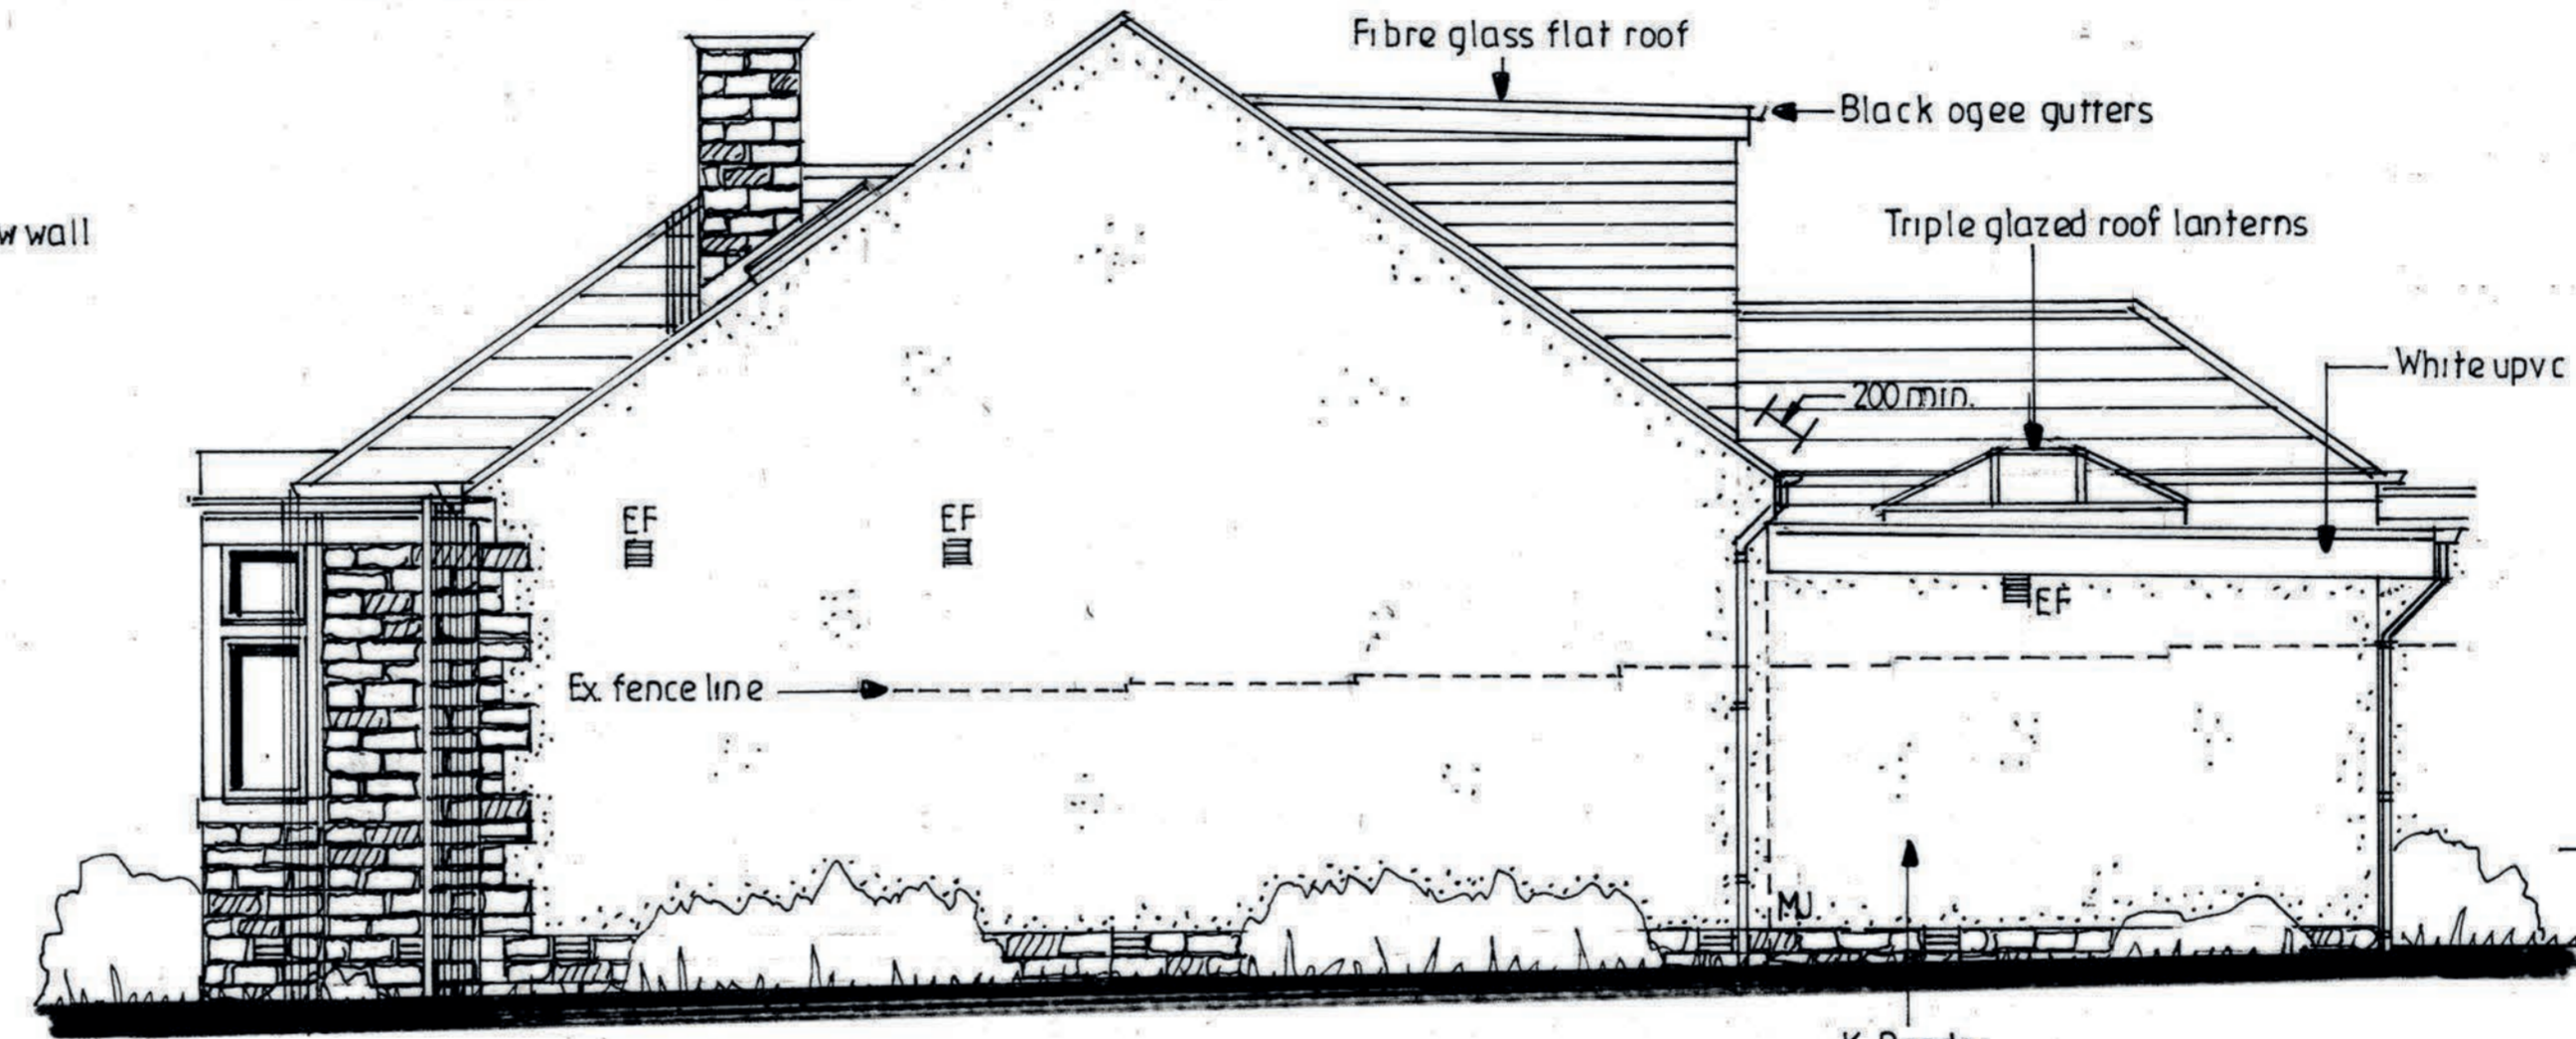 Fibre glass flat roof
Black ogee gutters
w wall
Triple glazed roof lanterns
White upvc
200 min.
EF
EF
EF
Ex. fence line
MJ